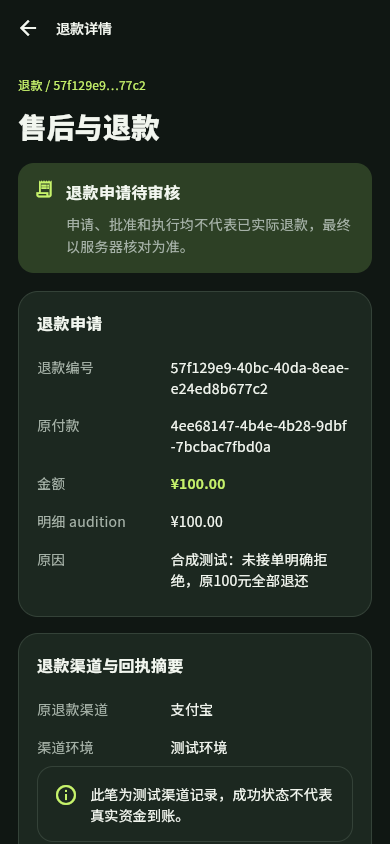 退款详情
退款 / 57f129e9…77c2
售后与退款
退款申请待审核
申请、批准和执行均不代表已实际退款，最终
以服务器核对为准。
退款申请
退款编号 57f129e9-40bc-40da-8eae-
e24ed8b677c2
原付款 4ee68147-4b4e-4b28-9dbf
-7bcbac7fbd0a
金额 ¥100.00
明细 audition ¥100.00
原因 合成测试：未接单明确拒
绝，原100元全部退还
退款渠道与回执摘要
原退款渠道 支付宝
渠道环境 测试环境
此笔为测试渠道记录，成功状态不代表
真实资金到账。